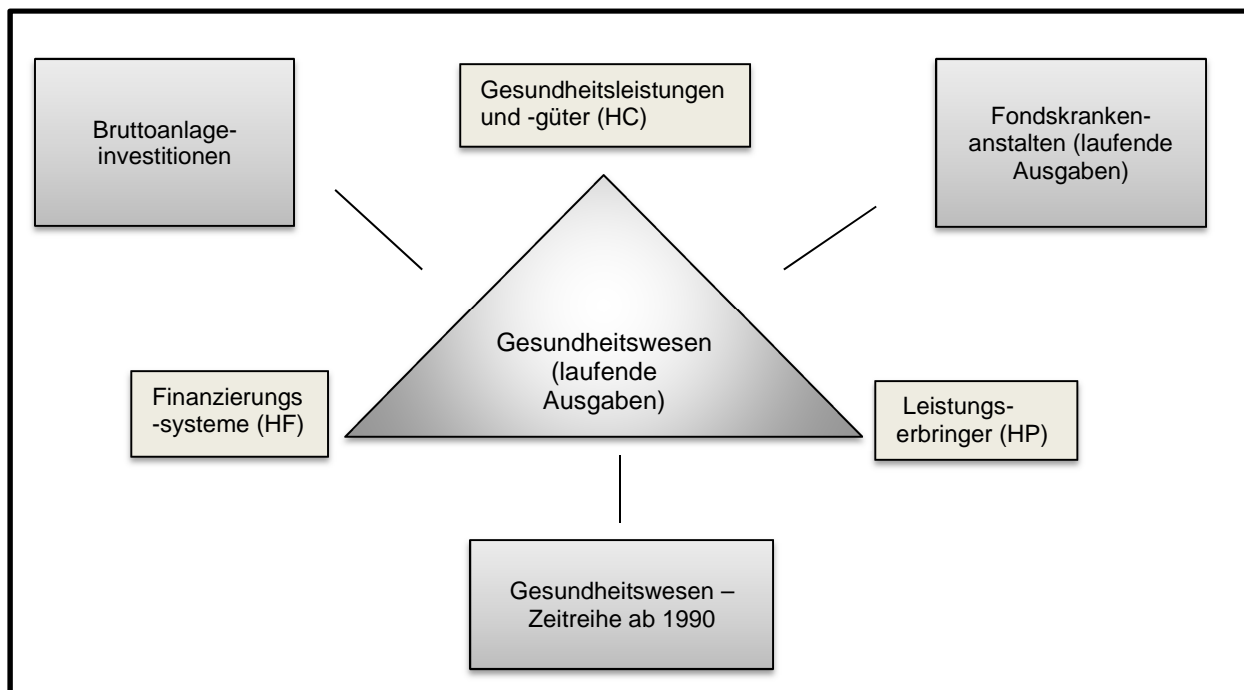 Bruttoanlage-
investitionen
Gesundheitsleistungen
und -güter (HC)
Fondskranken-
anstalten (laufende
Ausgaben)
Gesundheitswesen
(laufende
Ausgaben)
Finanzierungs
-systeme (HF)
Leistungs-
erbringer (HP)
Gesundheitswesen –
Zeitreihe ab 1990